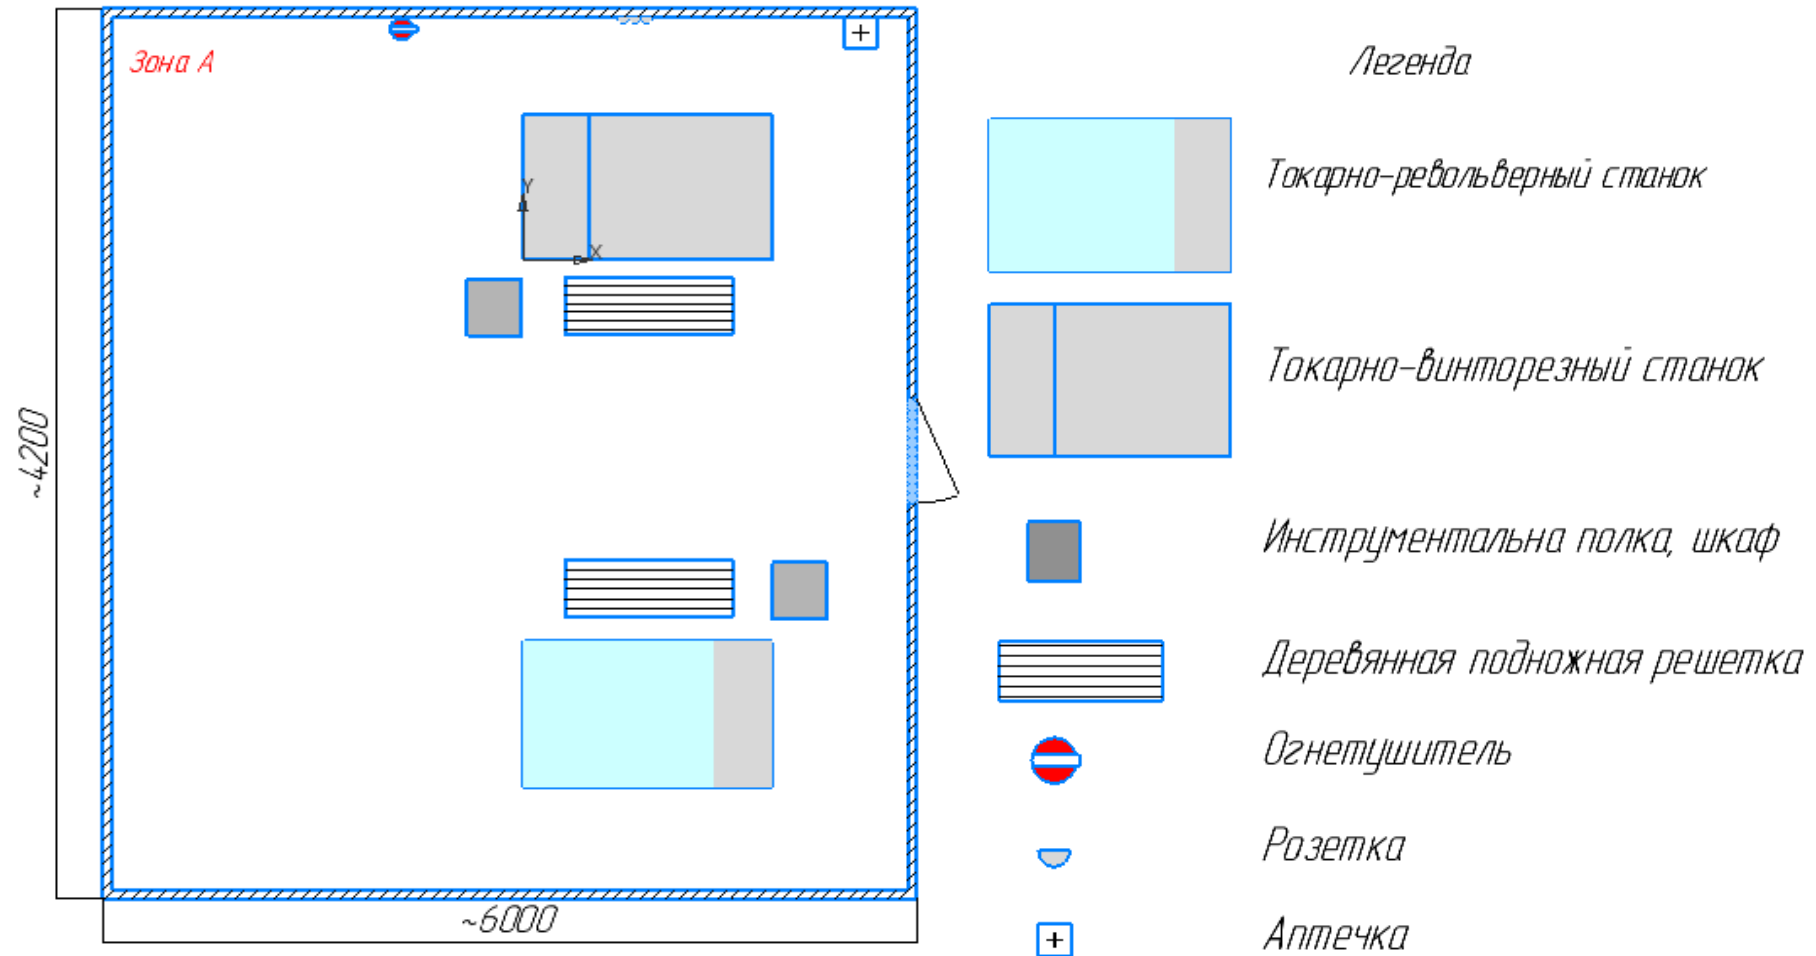 Зона А
Y
X
~4200
~6000
Легенда
Токарно-револьверный станок
Токарно-винторезный станок
Инструментальна полка, шкаф
Деревянная подножная решетка
Огнетушитель
Розетка
Аптечка